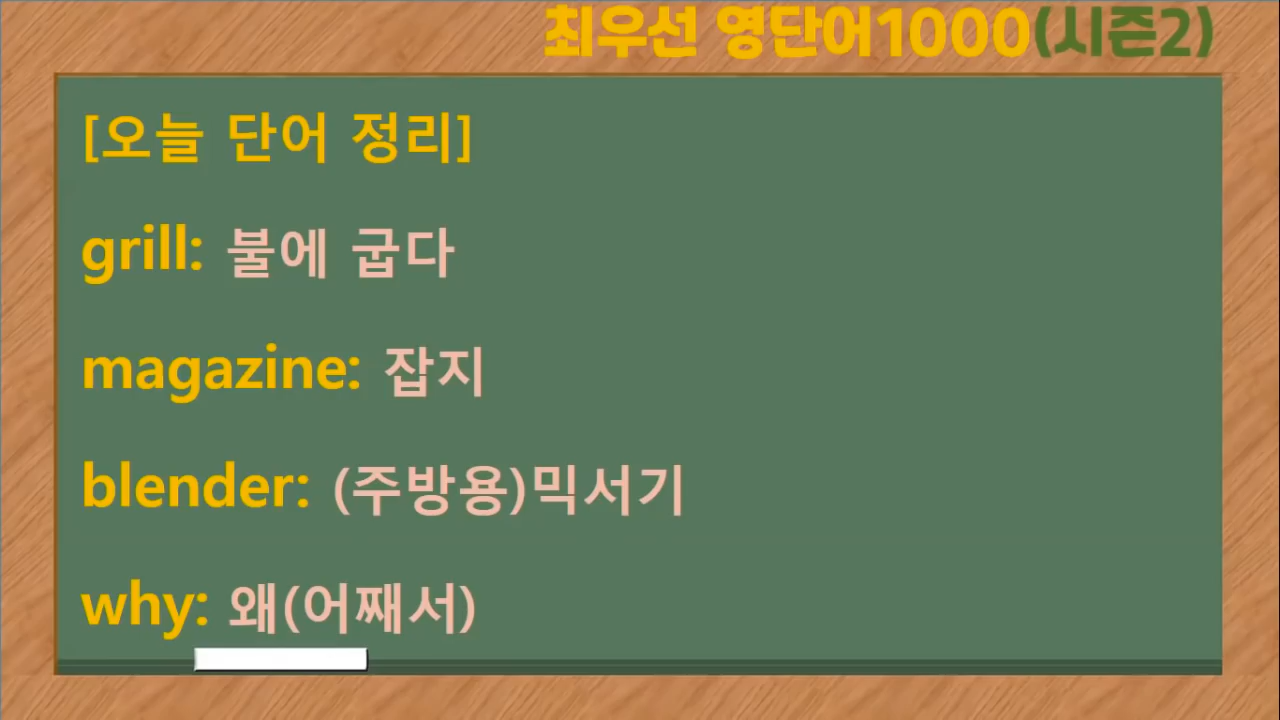 최우선 영단어1000(시즌2)
[오늘 단어 정리]
grill: 불에 굽다
magazine: 잡지
blender: (주방용)믹서기
why: 왜(어째서)